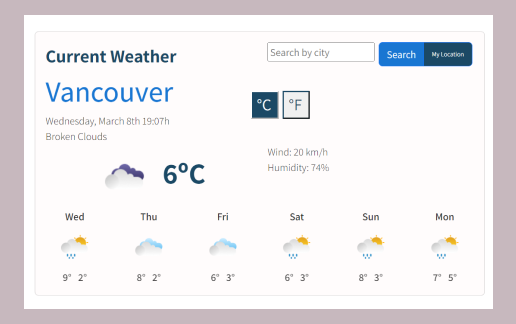 Current Weather
Search by city
Search
My Location
Vancouver
°C
°F
Wednesday, March 8th 19:07h
Broken Clouds
Wind: 20 km/h
Humidity: 74%
6°C
Wed Thu Fri Sat Sun Mon
9° 2° 8° 2° 6° 3° 6° 3° 8° 3° 7° 5°